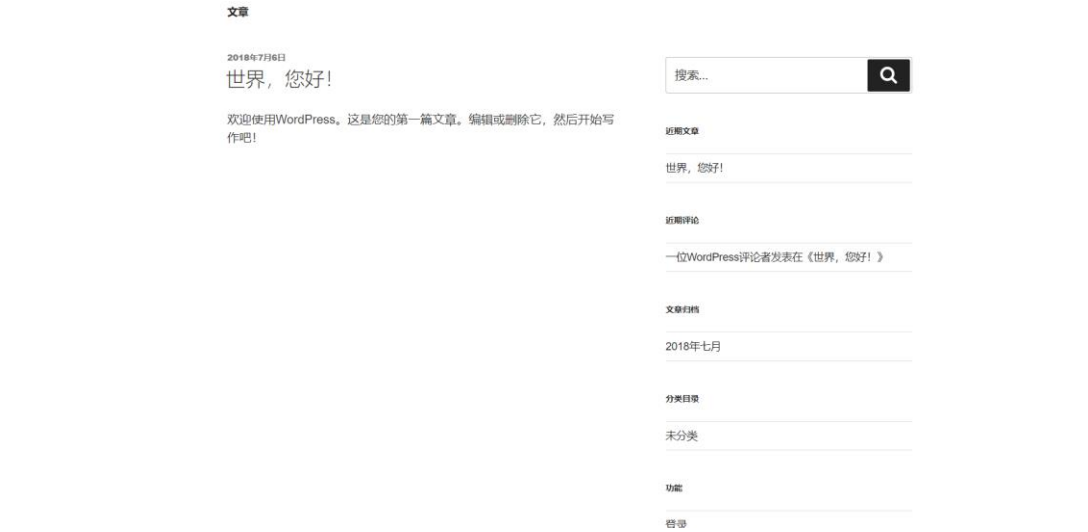 文章
2018年7月6日
世界，您好！
欢迎使用WordPress。这是您的第一篇文章。编辑或删除它，然后开始写
作吧！
搜索...
近期文章
世界，您好！
近期评论
一位WordPress评论者发表在《世界，您好！》
文章归档
2018年七月
分类目录
未分类
功能
登录